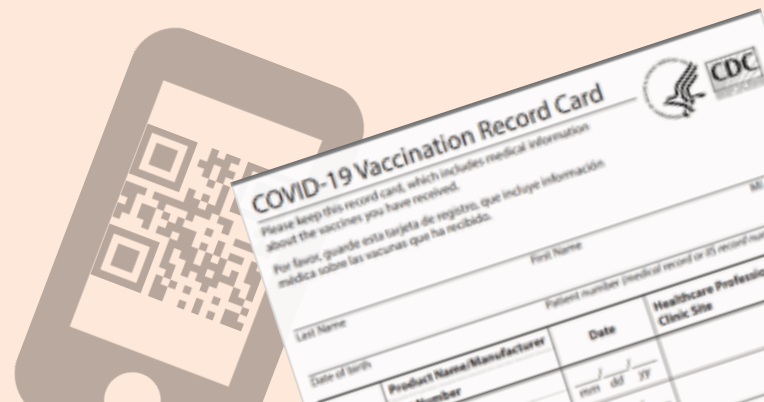 CDC
COVID-19 Vaccination Record Card
Please keep this record card, which includes medical information
about the vaccines you have received.
Por favor, guarde esta tarjeta de registro, que incluye información
médica sobre las vacunas que ha recibido.
Last Name
First Name
MI
Date of birth
Patient number (medical record or IIS record
Product Name/Manufacturer
Number
Date
Healthcare
Clinic Site
mm dd yy